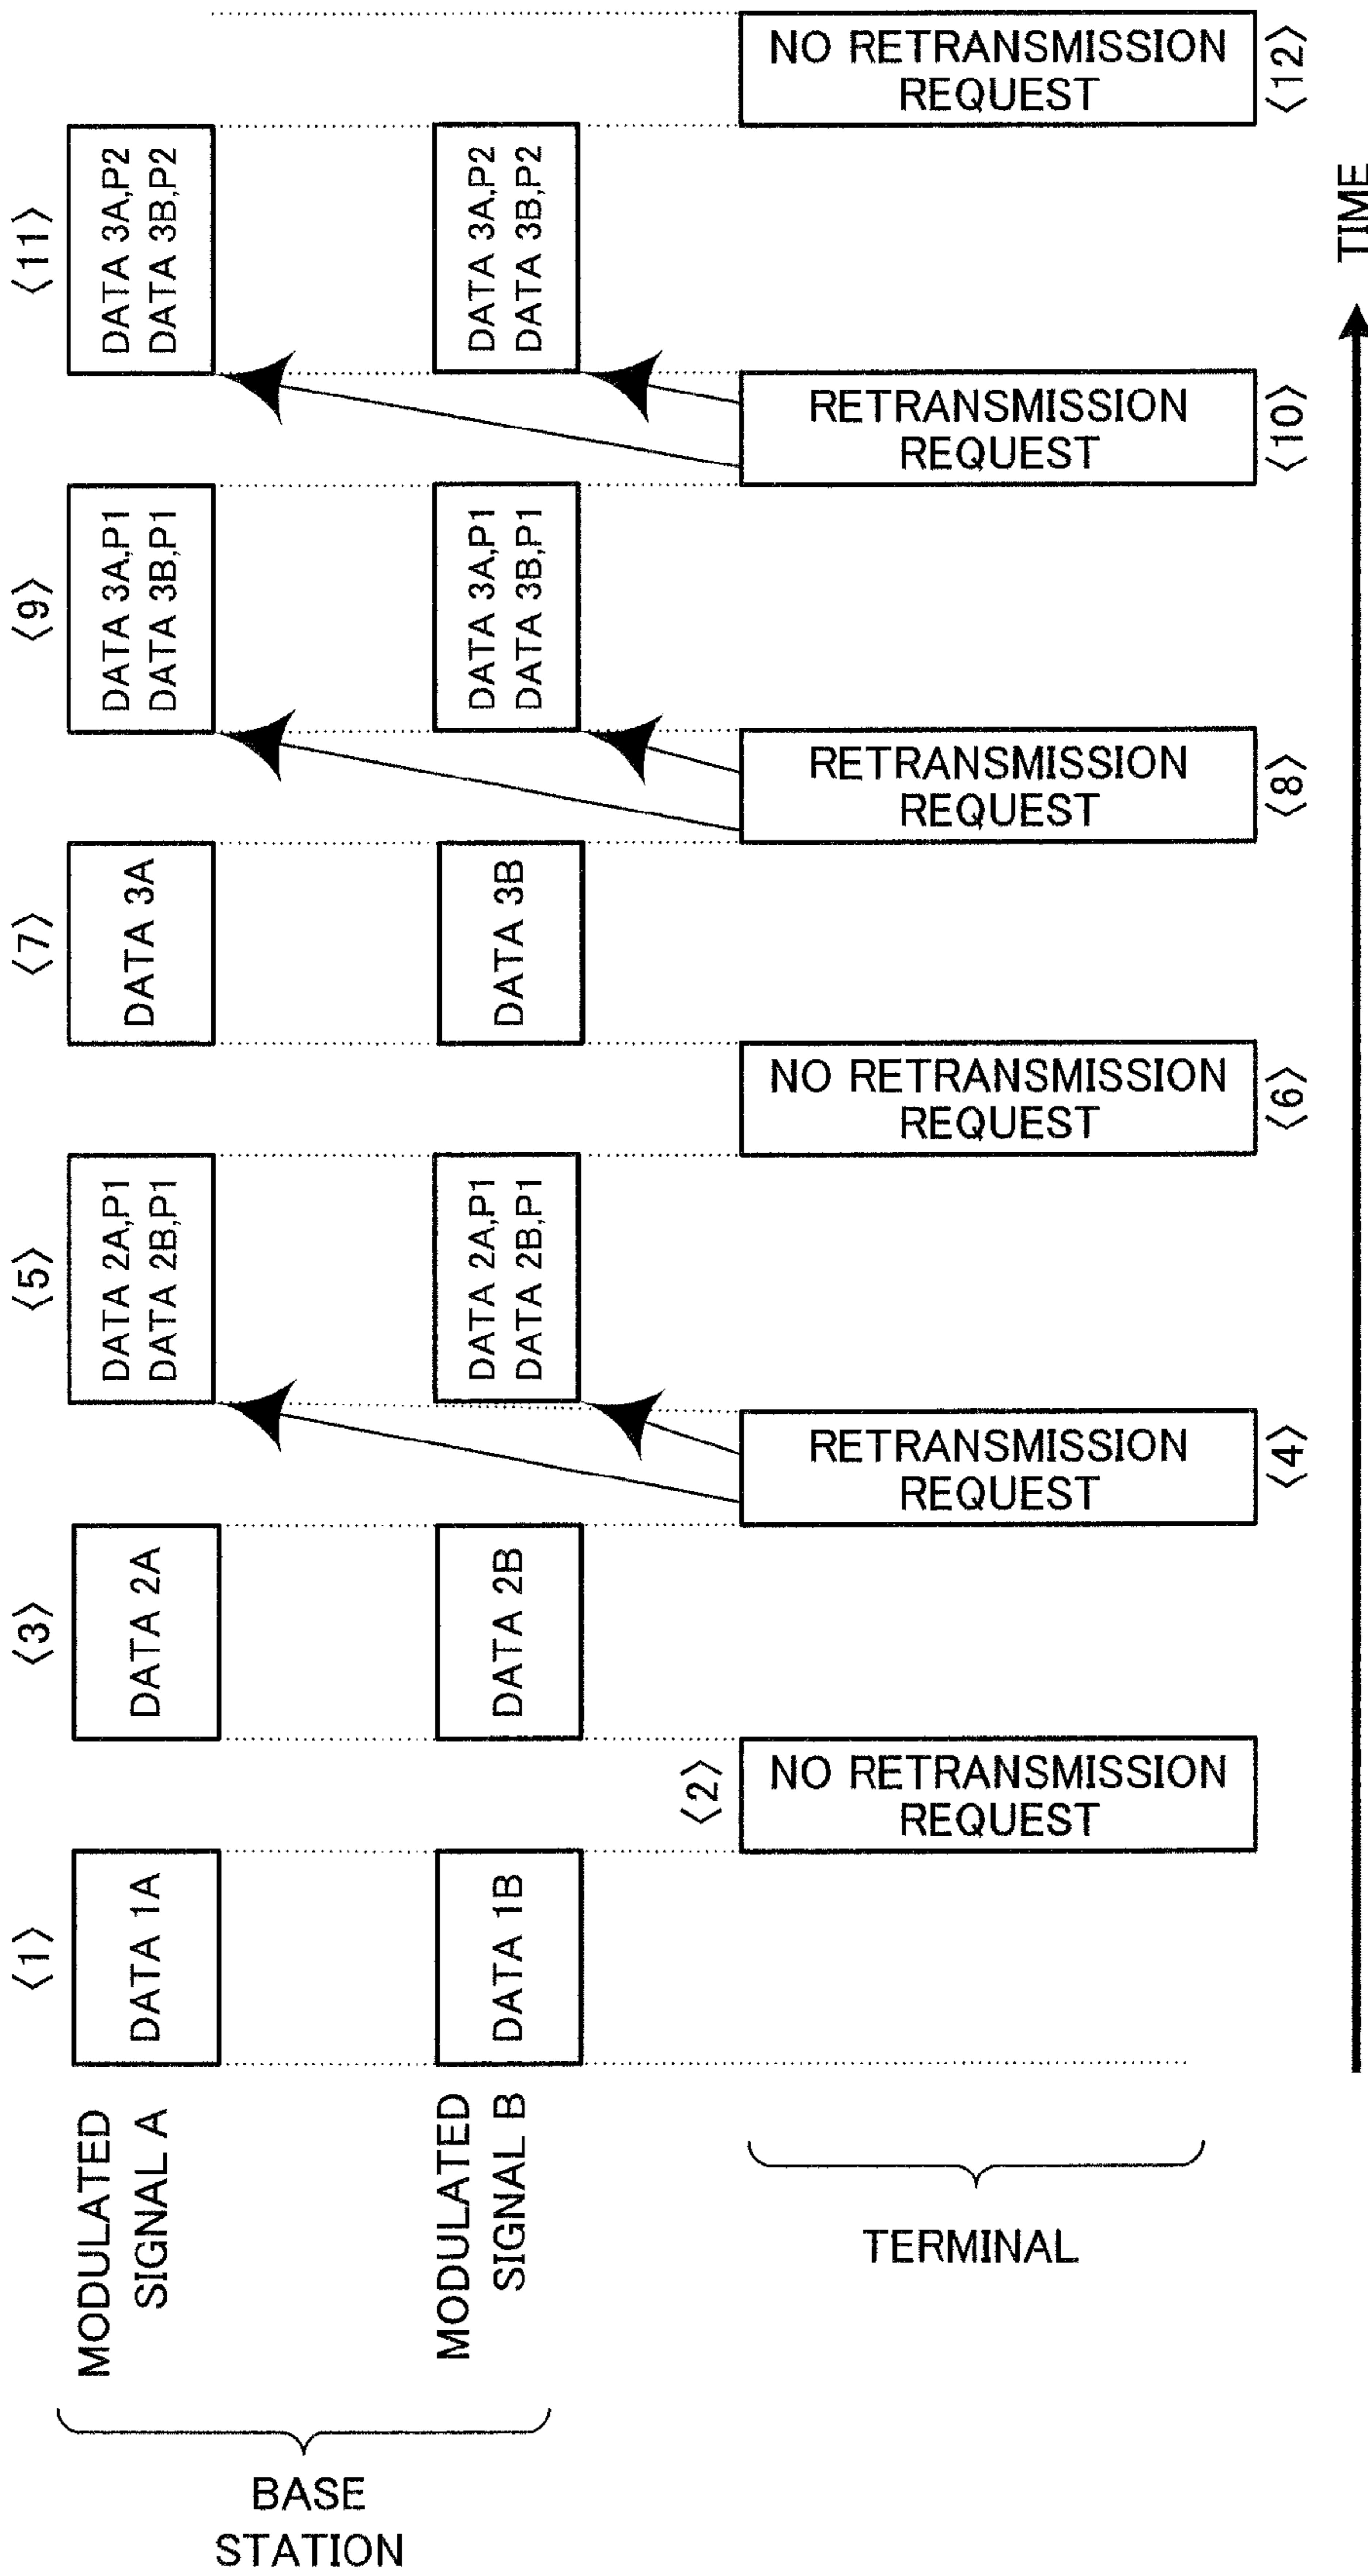 <11>
<9>
<7>
<5>
<3>
<1>
DATA 3A,P2
DATA 3B,P2
DATA 3A,P1
DATA 3B,P1
DATA 3A
DATA 2A,P1
DATA 2B,P1
DATA 2A
DATA 1A
MODULATED
SIGNAL A
DATA 3A,P2
DATA 3B,P2
DATA 3A,P1
DATA 3B,P1
DATA 3B
DATA 2A,P1
DATA 2B,P1
DATA 2B
DATA 1B
MODULATED
SIGNAL B
BASE
STATION
NO RETRANSMISSION
REQUEST
<12>
RETRANSMISSION
REQUEST
<10>
RETRANSMISSION
REQUEST
<8>
NO RETRANSMISSION
REQUEST
<6>
RETRANSMISSION
REQUEST
<4>
<2>
NO RETRANSMISSION
REQUEST
TERMINAL
TIME